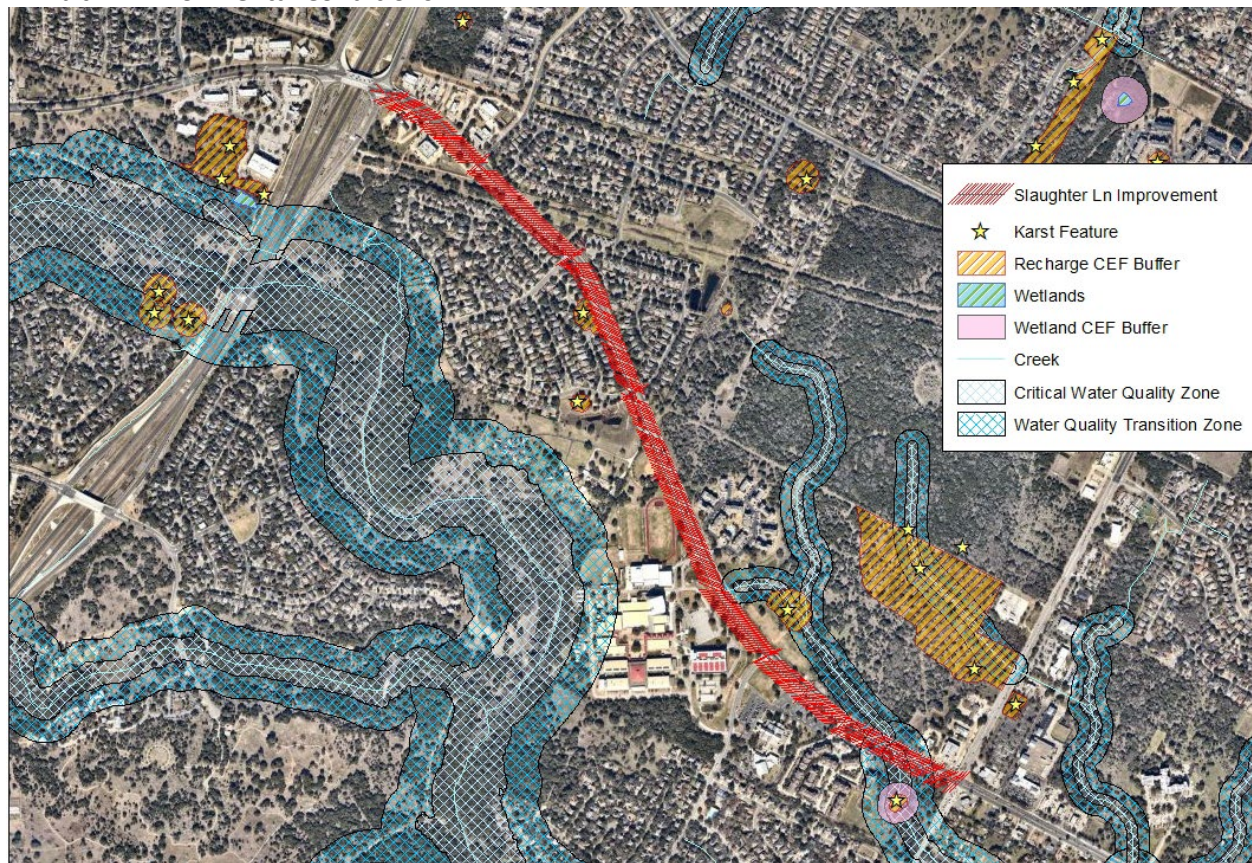 Slaughter Ln Improvement
Karst Feature
Recharge CEF Buffer
Wetlands
Wetland CEF Buffer
Creek
Critical Water Quality Zone
Water Quality Transition Zone